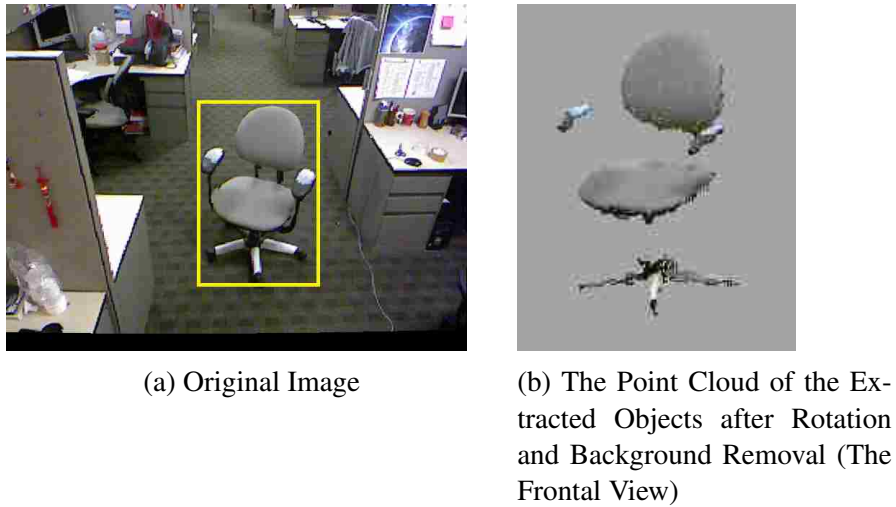 (a) Original Image
(b) The Point Cloud of the Ex-
tracted Objects after Rotation
and Background Removal (The
Frontal View)